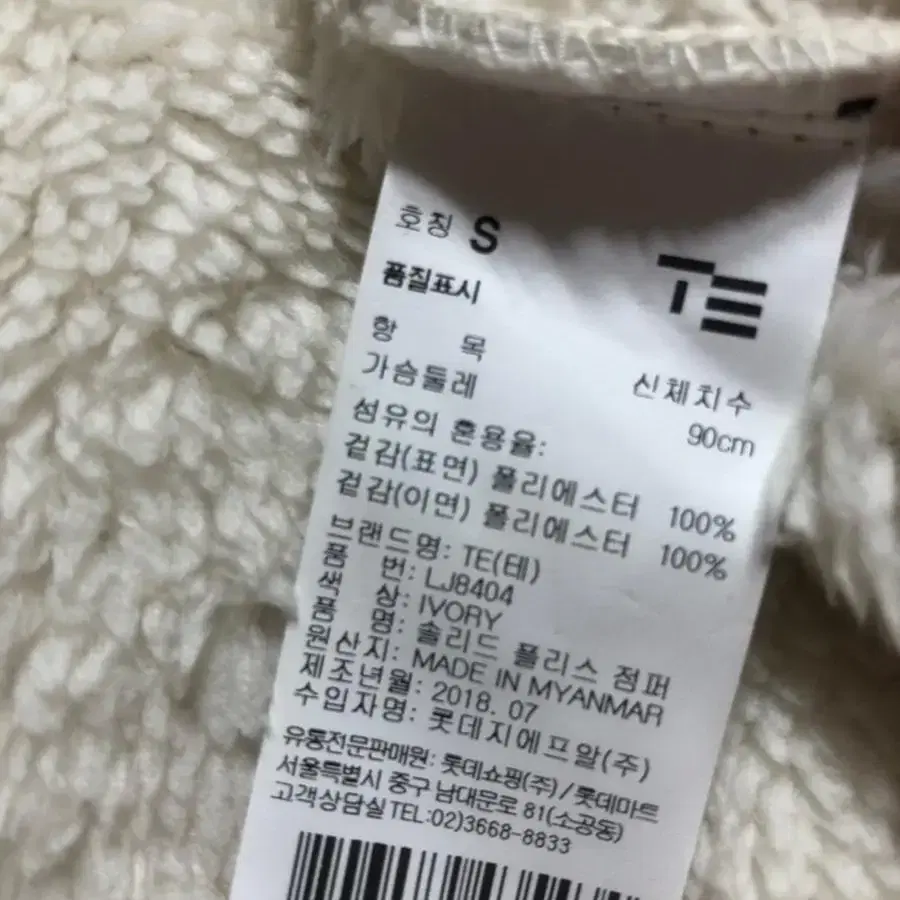 호칭 S
TE
품질표시
항 목 신체치수
가슴둘레 90cm
섬유의 혼용율:
겉감(표면) 폴리에스터 100%
겉감(이면) 폴리에스터 100%
브랜드명: TE(테)
품 번: LJ8404
색 상: IVORY
품 명: 솔리드 폴리스 점퍼
원산지: MADE IN MYANMAR
제조년월: 2018. 07
수입자명: 롯데지에프알(주)
유통전문판매원: 롯데쇼핑(주)/롯데마트
서울특별시 중구 남대문로 81(소공동)
고객상담실TEL:02)3668-8833